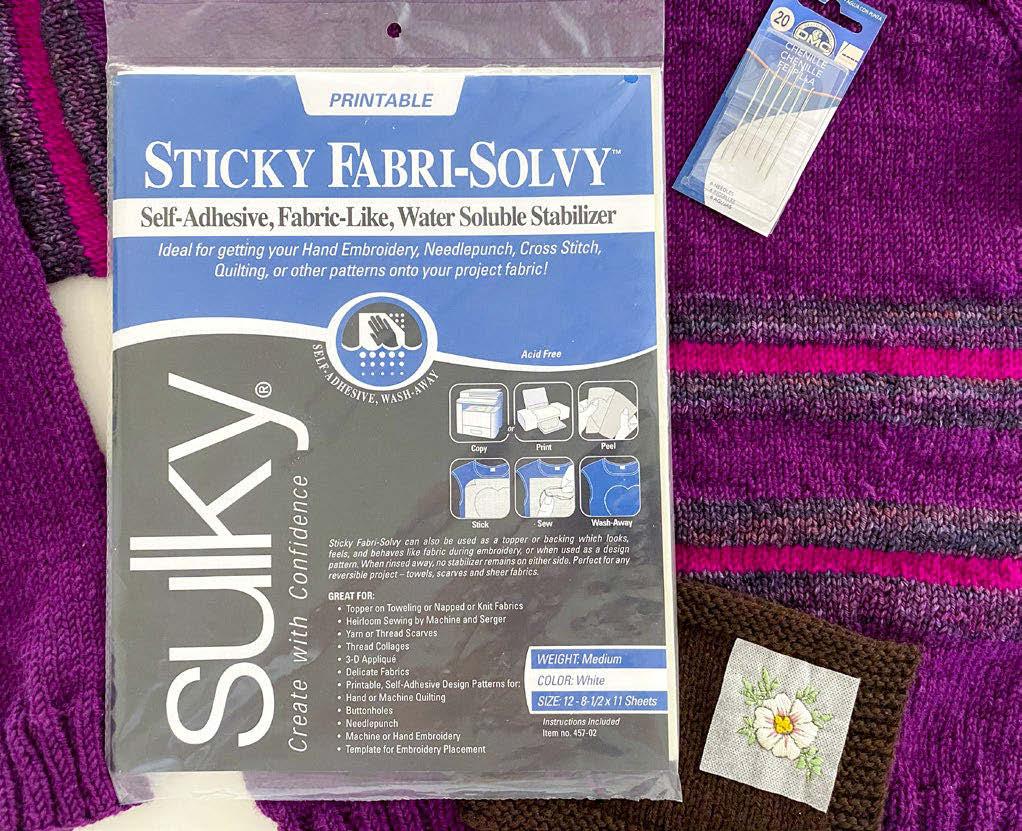 PRINTABLE
STICKY FABRI-SOLVY™
Self-Adhesive, Fabric-Like, Water Soluble Stabilizer
Ideal for getting your Hand Embroidery, Needlepunch, Cross Stitch,
Quilting, or other patterns onto your project fabric!
SELF-ADHESIVE, WASH-AWAY
Acid Free
sulky®
Create with Confidence
Copy
or
Print
Peel
Stick
Sew
Wash-Away
Sticky Fabri-Solvy can also be used as a topper or backing which looks,
feels, and behaves like fabric during embroidery, or when used as a design
pattern. When rinsed away, no stabilizer remains on either side. Perfect for any
reversible project – towels, scarves and sheer fabrics.
GREAT FOR:
• Topper on Toweling or Napped or Knit Fabrics
• Heirloom Sewing by Machine and Serger
• Yarn or Thread Scarves
• Thread Collages
• 3-D Appliqué
• Delicate Fabrics
• Printable, Self-Adhesive Design Patterns for:
• Hand or Machine Quilting
• Buttonholes
• Needlepunch
• Machine or Hand Embroidery
• Template for Embroidery Placement
WEIGHT: Medium
COLOR: White
SIZE: 12 - 8-1/2 x 11 Sheets
Instructions Included
Item no. 457-02
20
DMC
CHENILLE
CHENILLE
FELPILLA
6 NEEDLES
6 AIGUILLES
6 AGUJAS